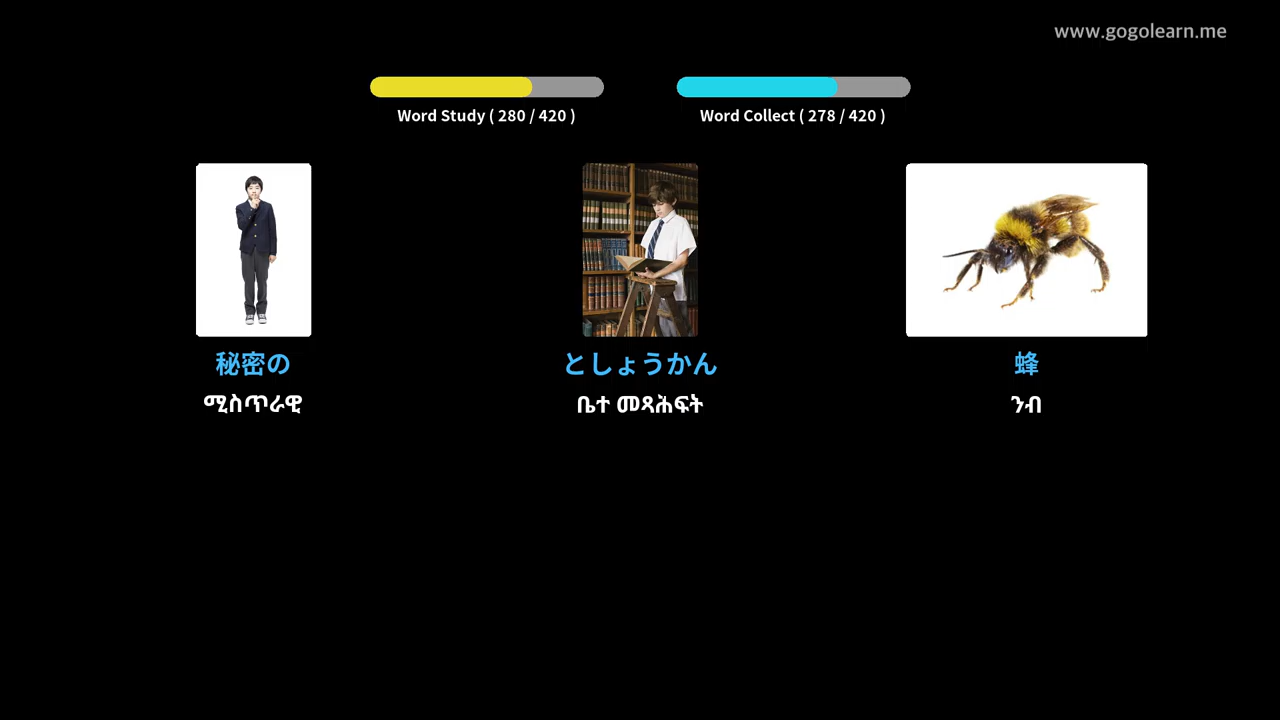 www.gogolearn.me
Word Study ( 280 / 420 )
Word Collect ( 278 / 420 )
秘密の
としょうかん
蜂
ሚስጥራዊ
ቤተ መጻሕፍት
ንብ